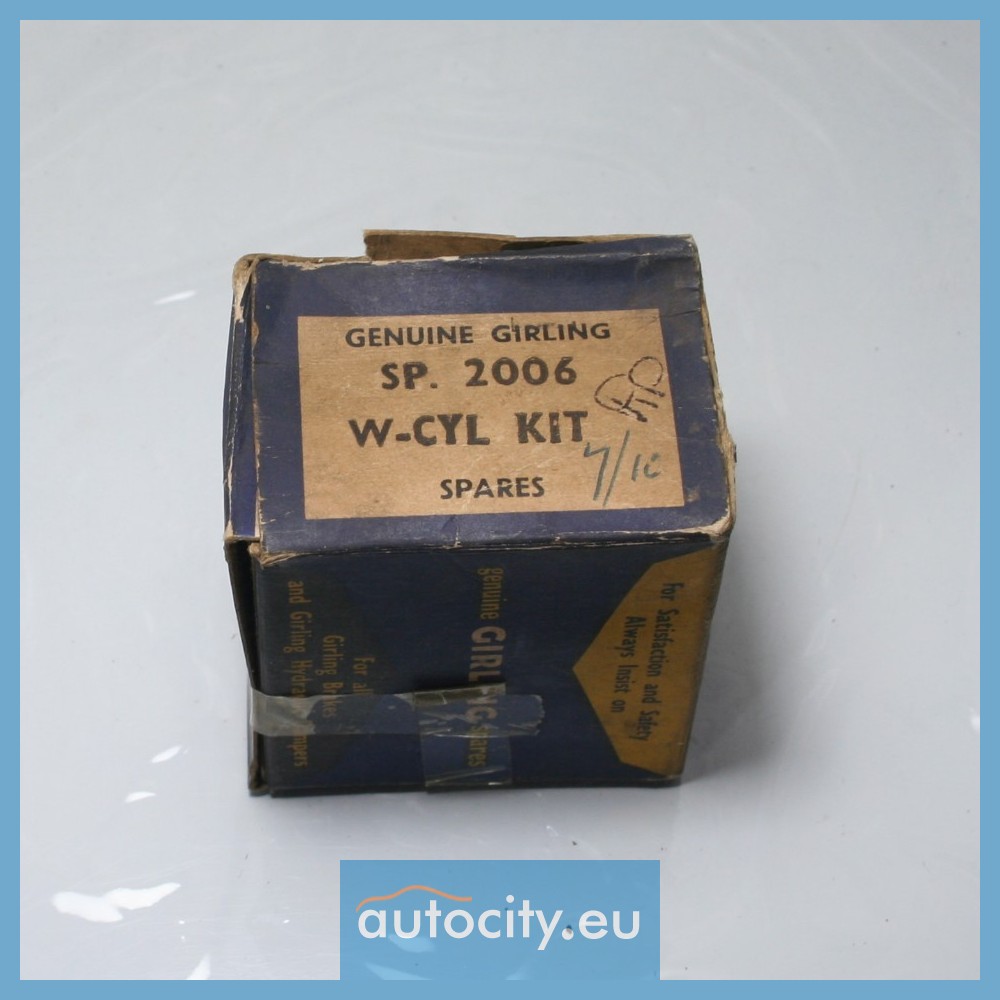 GENUINE GIRLING
SP. 2006
W-CYL KIT
7/
SPARES
for Satisfaction and Safety
Always Insist on
genuine GIRLING spares
for all
Girling Brakes
and Girling Hydraulic Dampers
autocity.eu